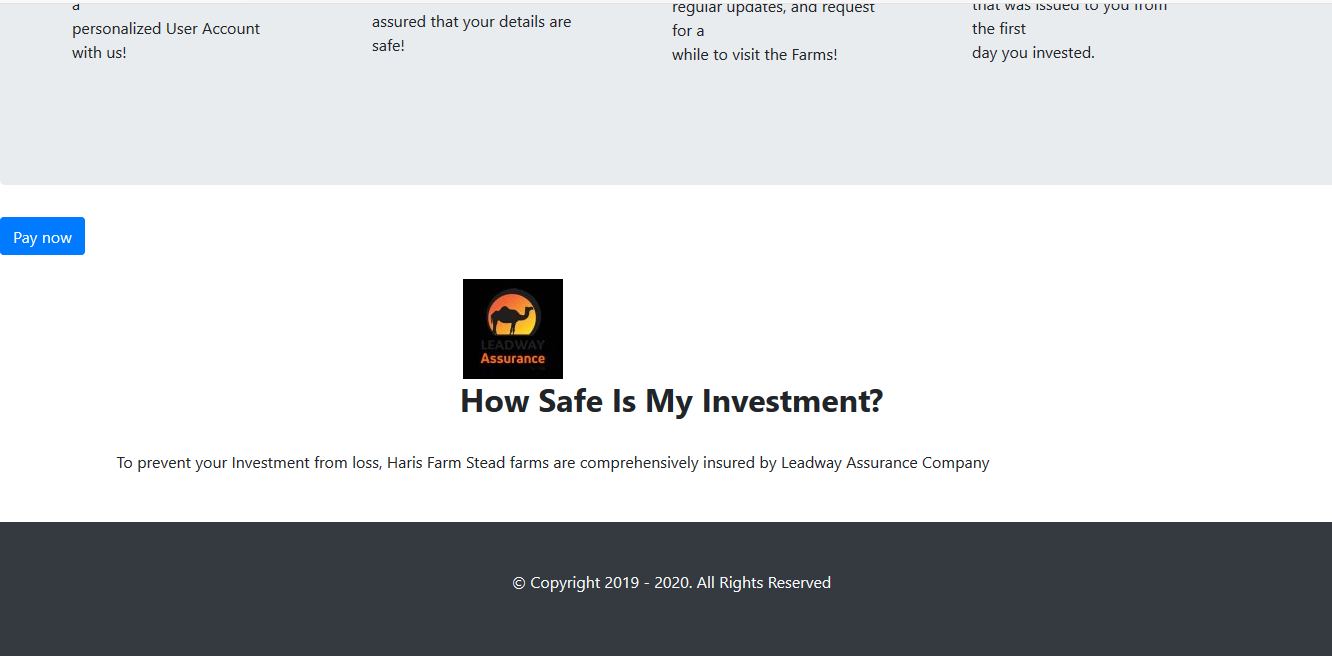 a
personalized User Account
with us!
assured that your details are
safe!
regular updates, and request
for a
while to visit the Farms!
that was issued to you from
the first
day you invested.
Pay now
LEADWAY
Assurance
How Safe Is My Investment?
To prevent your Investment from loss, Haris Farm Stead farms are comprehensively insured by Leadway Assurance Company
© Copyright 2019 - 2020. All Rights Reserved